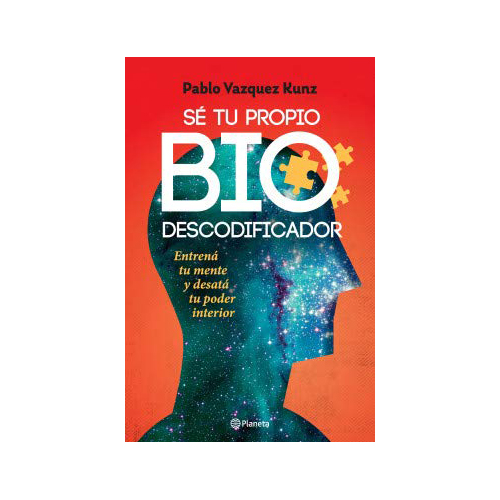 Pablo Vazquez Kunz
SÉ TU PROPIO
BIO
DESCODIFICADOR
Entrená
tu mente
y desatá
tu poder
interior
Planeta